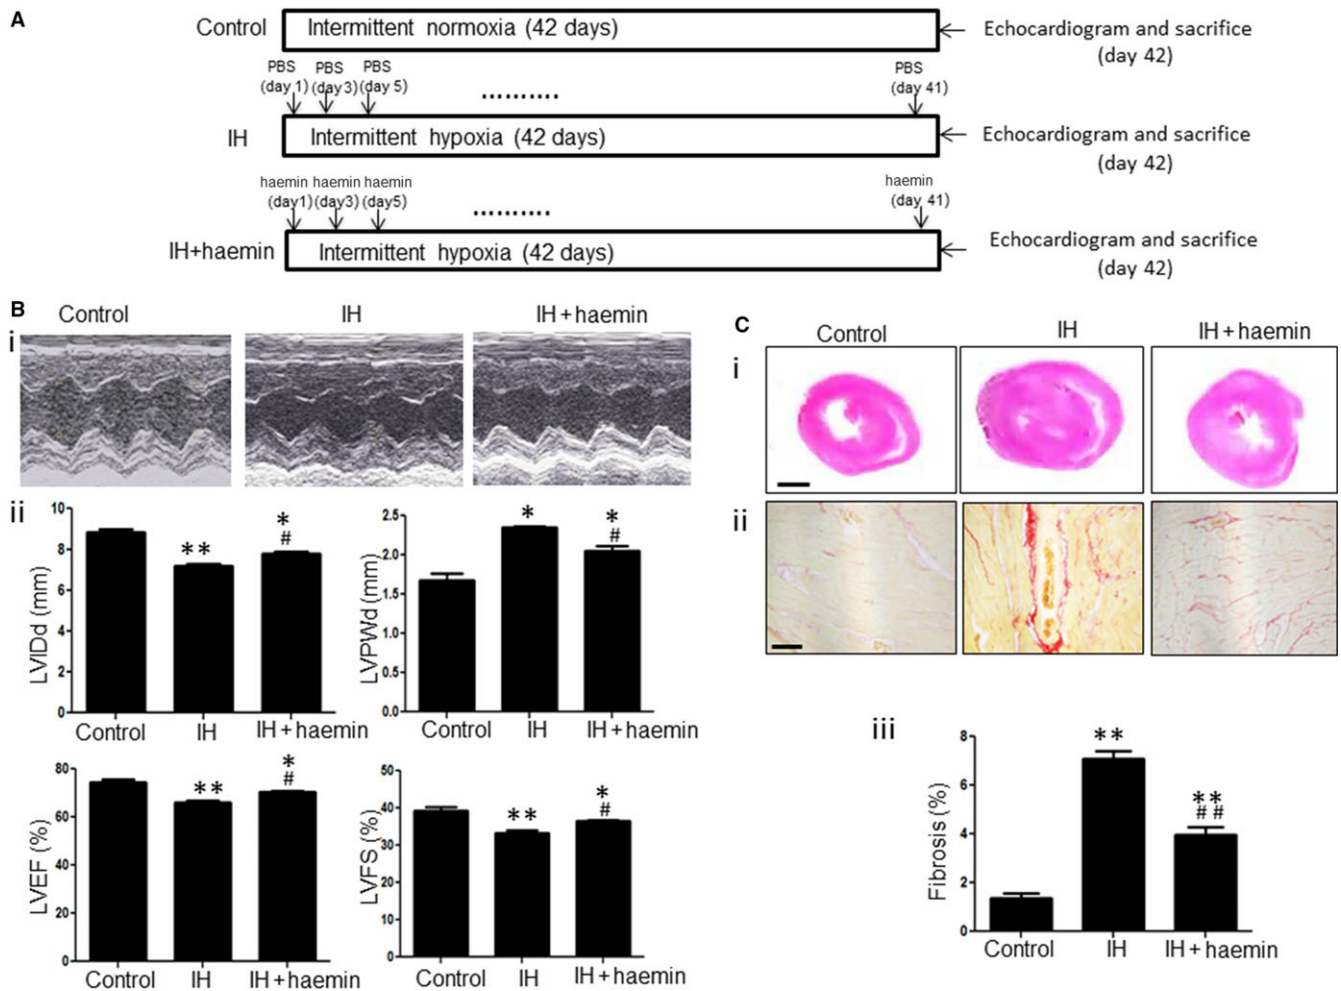 A
Control
Intermittent normoxia (42 days)
Echocardiogram and sacrifice
(day 42)
PBS
(day 1)
PBS
(day3)
PBS
(day 5)
..........
PBS
(day 41)
IH
Intermittent hypoxia (42 days)
Echocardiogram and sacrifice
(day 42)
haemin
(day1)
haemin
(day3)
haemin
(day5)
..........
haemin
(day 41)
IH+haemin
Intermittent hypoxia (42 days)
Echocardiogram and sacrifice
(day 42)
B
Control
IH
IH + haemin
i
ii
LVIDd (mm)
10
8
6
4
2
0
**
*
#
Control
IH
IH + haemin
LVPWd (mm)
2.5
2.0
1.5
1.0
0.5
0.0
*
*
#
Control
IH
IH + haemin
LVEF (%)
80
60
40
20
0
**
*
#
Control
IH
IH + haemin
LVFS (%)
50
40
30
20
10
0
**
*
#
Control
IH
IH + haemin
C
Control
IH
IH + haemin
i
ii
iii
Fibrosis (%)
8
6
4
2
0
**
**
##
Control
IH
IH + haemin